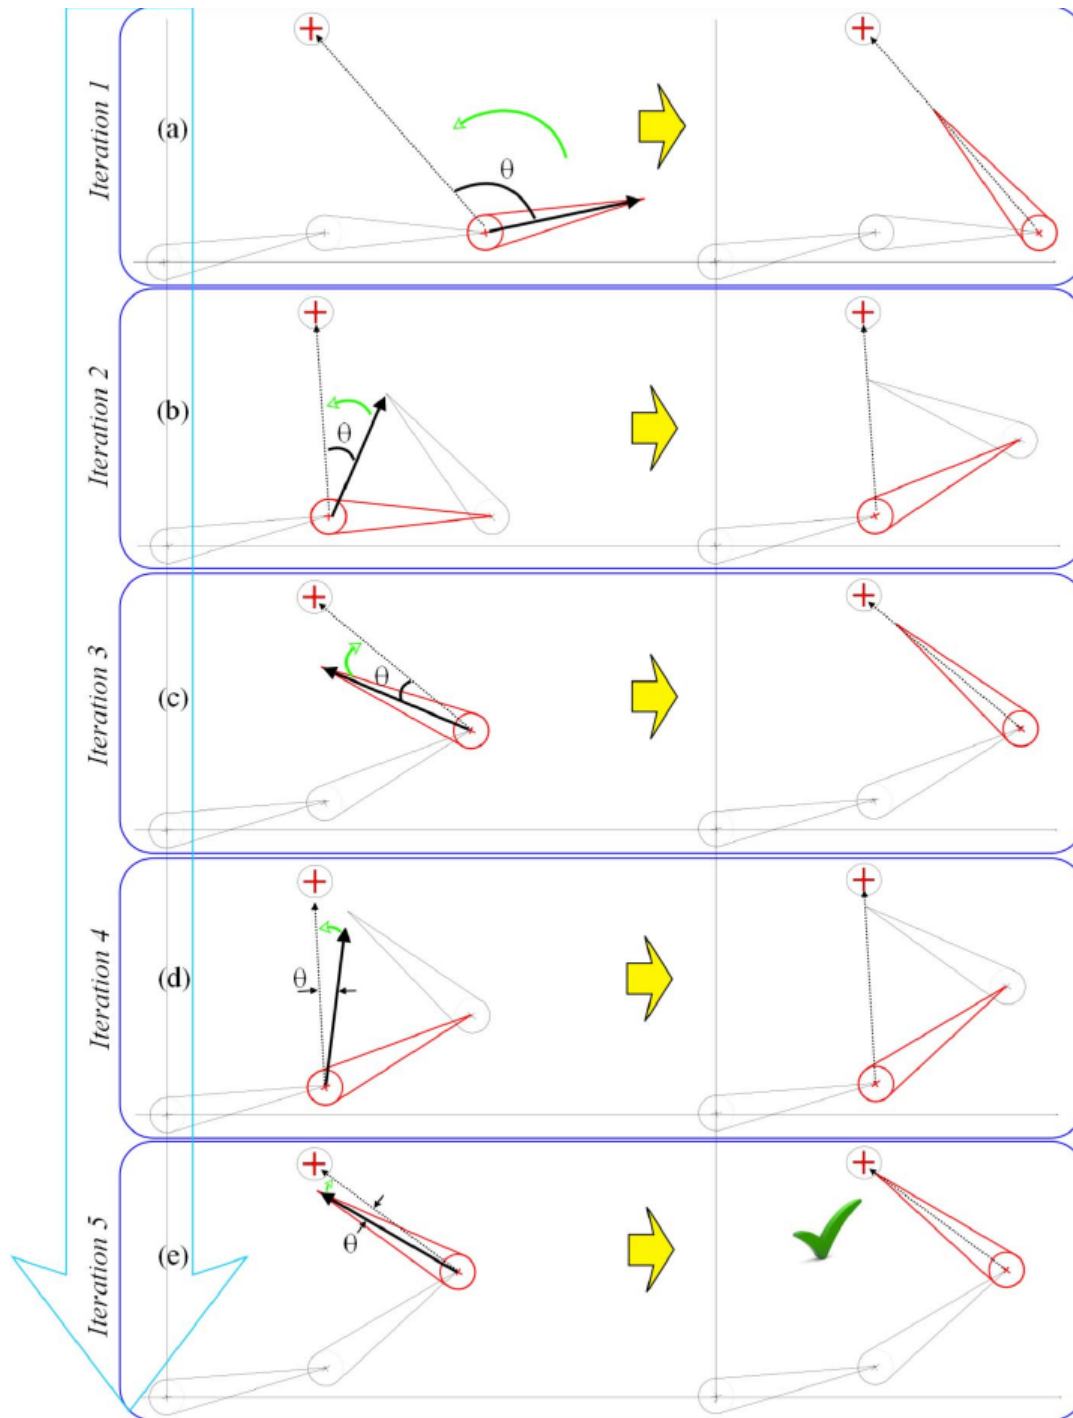 Iteration 1
(a)
θ
Iteration 2
(b)
θ
Iteration 3
(c)
θ
Iteration 4
(d)
θ
Iteration 5
(e)
θ